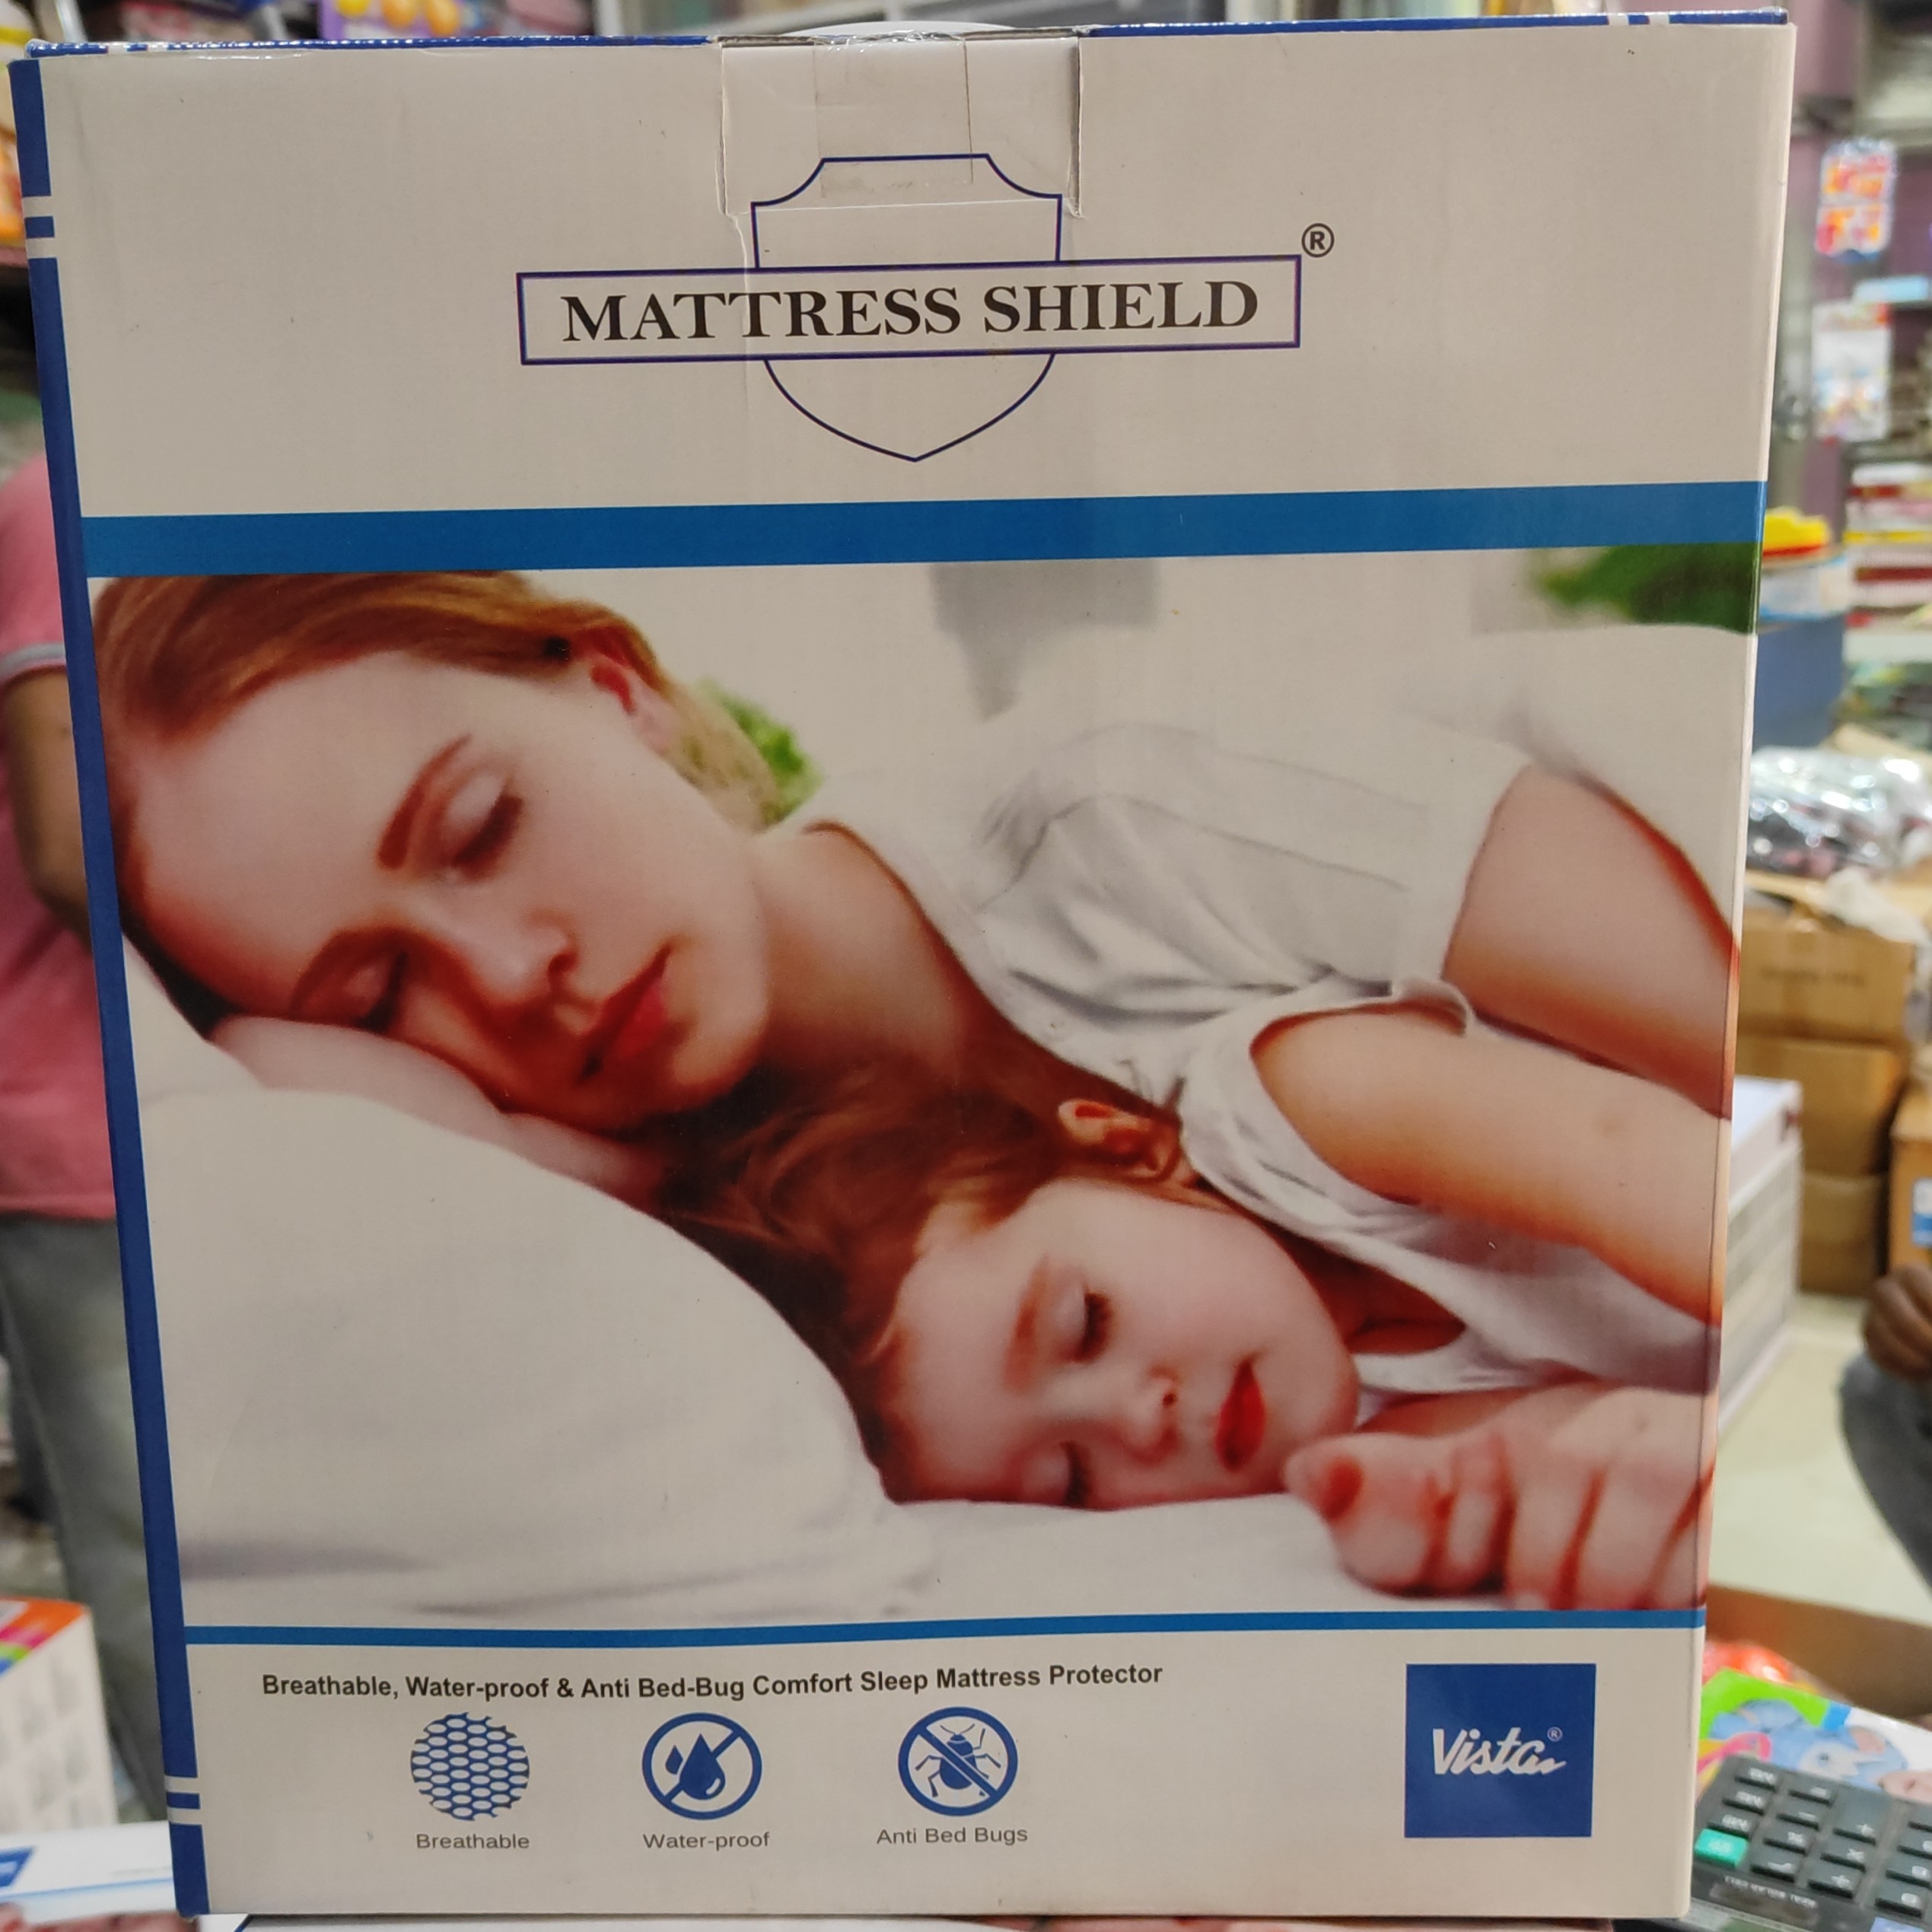 MATTRESS SHIELD ®
Breathable, Water-proof & Anti Bed-Bug Comfort Sleep Mattress Protector
Breathable
Water-proof
Anti Bed Bugs
Vista®